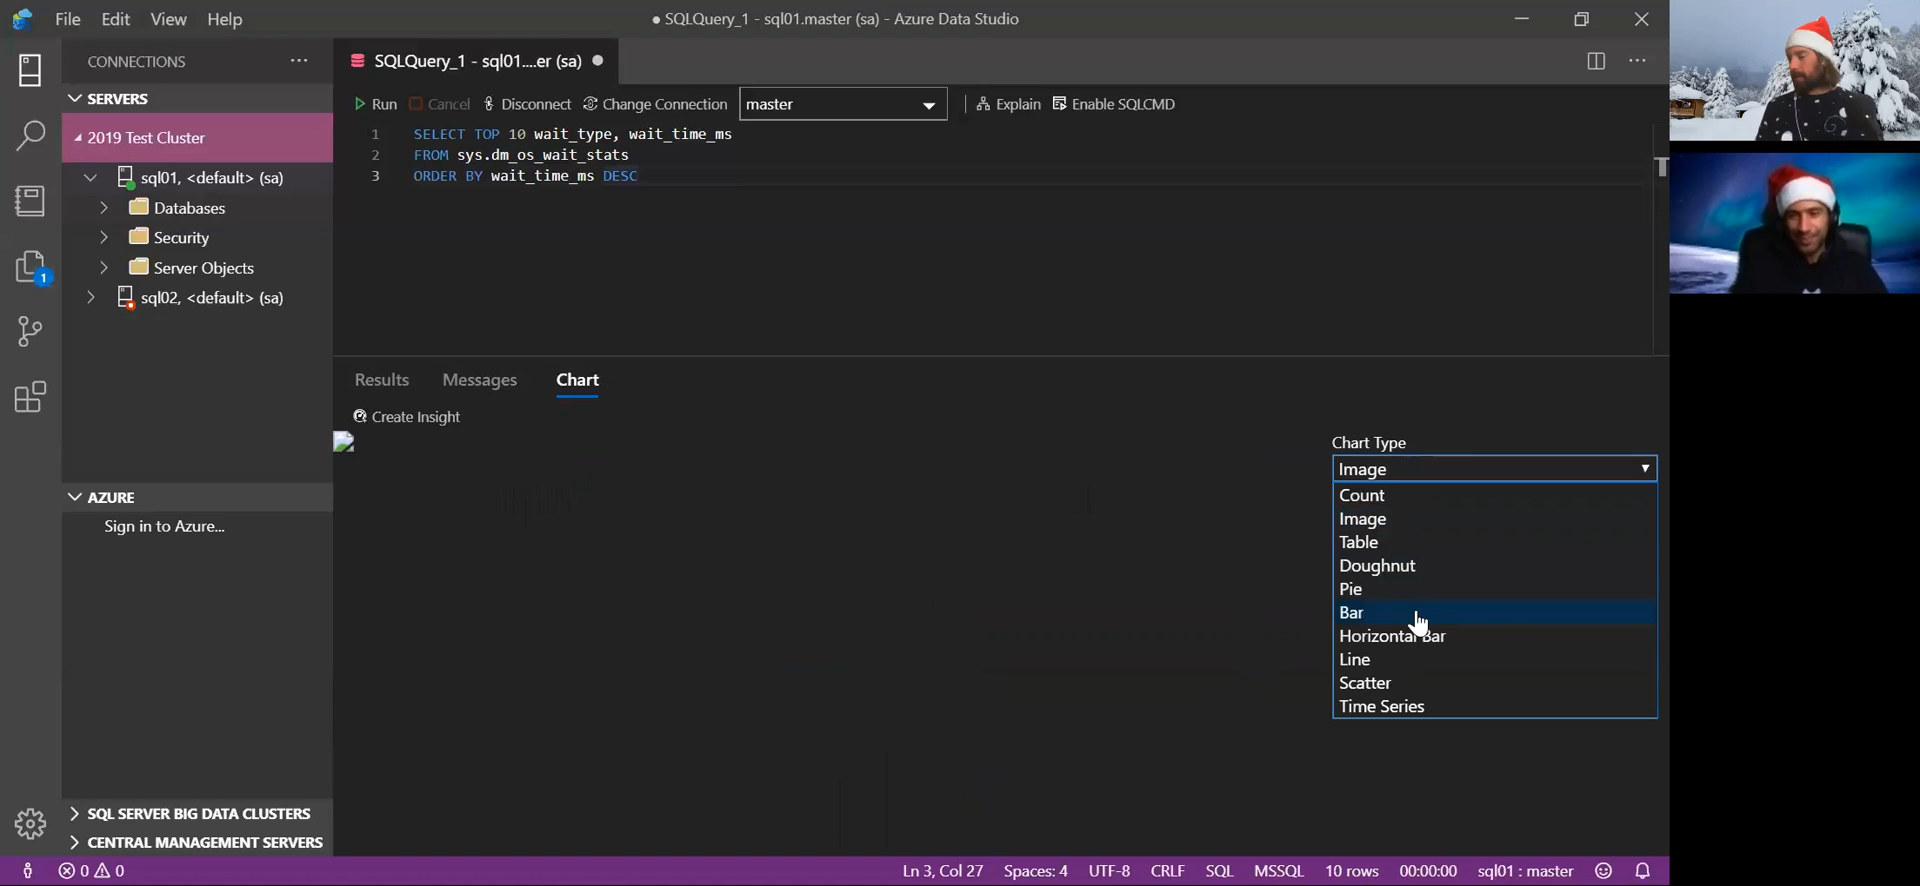 File Edit View Help
● SQLQuery_1 - sql01.master (sa) - Azure Data Studio
CONNECTIONS ···
SERVERS
2019 Test Cluster
sql01, <default> (sa)
Databases
Security
Server Objects
sql02, <default> (sa)
1
AZURE
Sign in to Azure...
SQL SERVER BIG DATA CLUSTERS
CENTRAL MANAGEMENT SERVERS
SQLQuery_1 - sql01....er (sa) ●
Run Cancel Disconnect Change Connection master Explain Enable SQLCMD
1 SELECT TOP 10 wait_type, wait_time_ms
2 FROM sys.dm_os_wait_stats
3 ORDER BY wait_time_ms DESC
Results Messages Chart
Create Insight
Chart Type
Image
Count
Image
Table
Doughnut
Pie
Bar
Horizontal Bar
Line
Scatter
Time Series
0 0 Ln 3, Col 27 Spaces: 4 UTF-8 CRLF SQL MSSQL 10 rows 00:00:00 sql01 : master